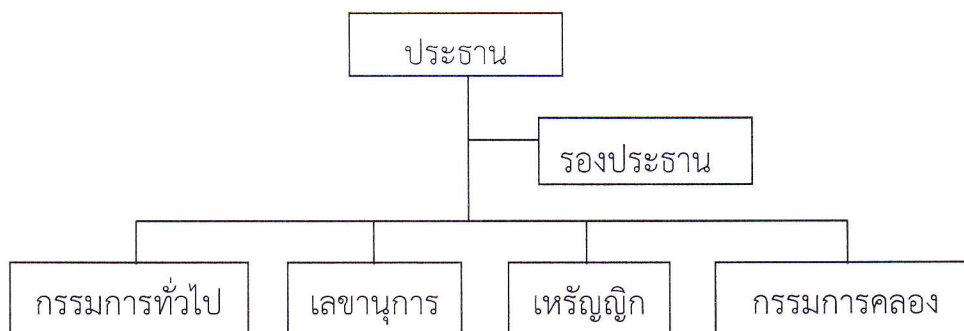 ประธาน
รองประธาน
กรรมการทั่วไป
เลขานุการ
เหรัญญิก
กรรมการคลอง